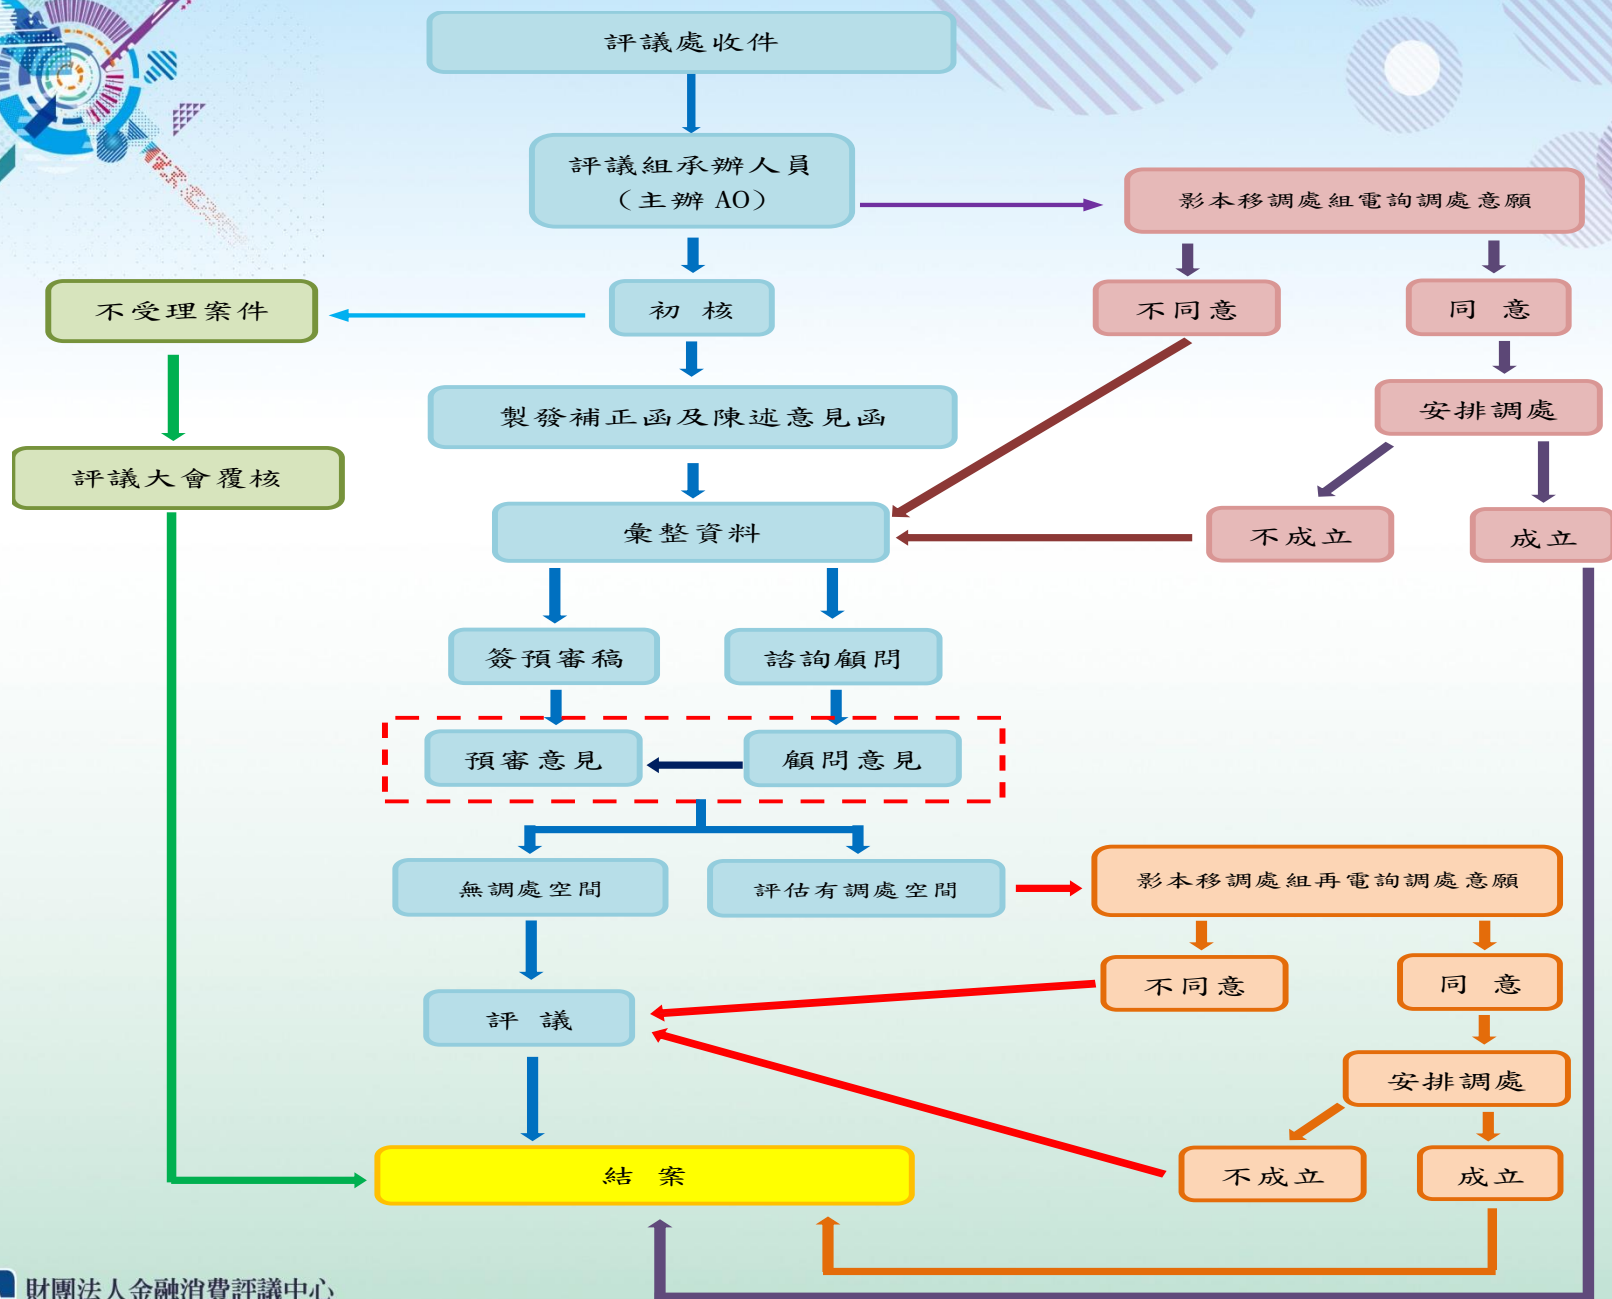 評議處收件
評議組承辦人員
（主辦 AO）
影本移調處組電詢調處意願
不受理案件
初 核
不同意
同 意
製發補正函及陳述意見函
安排調處
評議大會覆核
彙整資料
不成立
成立
簽預審稿
諮詢顧問
預審意見
顧問意見
無調處空間
評估有調處空間
影本移調處組再電詢調處意願
不同意
同 意
評 議
安排調處
結 案
不成立
成立
財團法人金融消費評議中心